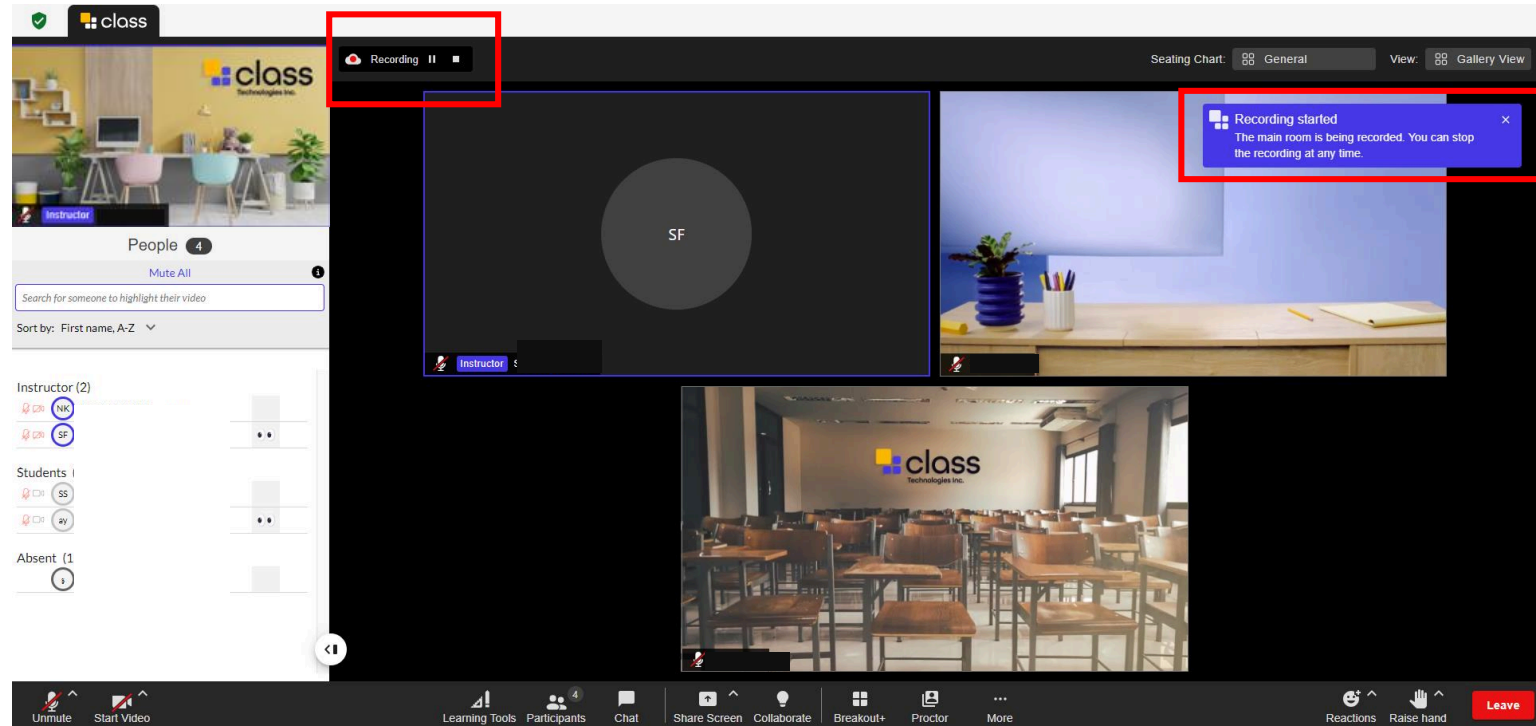 class
class
Technologies Inc.
Instructor
People 4
Mute All
Search for someone to highlight their video
Sort by: First name, A-Z
Instructor (2)
NK
SF
Students (
SS
ay
Absent (1
Recording
Seating Chart: General View: Gallery View
Recording started
The main room is being recorded. You can stop
the recording at any time.
SF
Instructor S
class
Technologies Inc.
Unmute Start Video Learning Tools Participants 4 Chat Share Screen Collaborate Breakout+ Proctor More Reactions Raise hand Leave